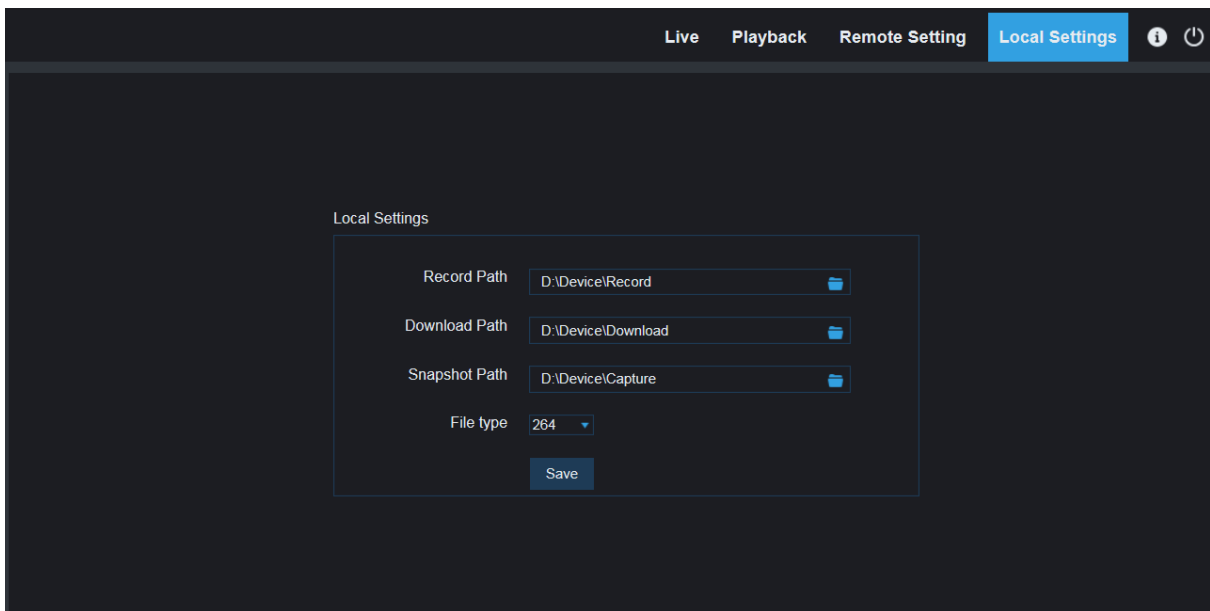 Live Playback Remote Setting Local Settings
Local Settings
Record Path D:\Device\Record
Download Path D:\Device\Download
Snapshot Path D:\Device\Capture
File type 264
Save